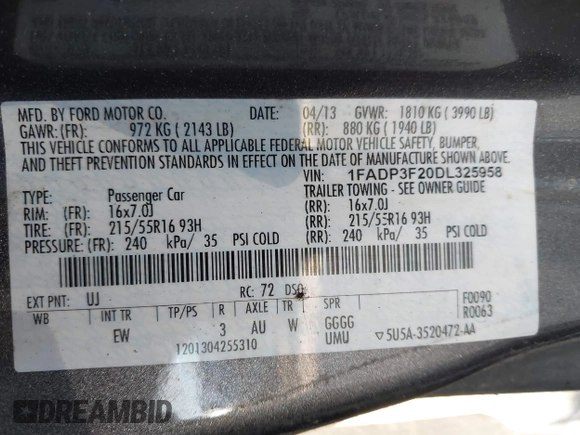 MFD. BY FORD MOTOR CO. DATE: 04/13 GVWR: 1810 KG ( 3990 LB)
GAWR:(FR): 972 KG ( 2143 LB) (RR): 880 KG ( 1940 LB)
THIS VEHICLE CONFORMS TO ALL APPLICABLE FEDERAL MOTOR VEHICLE SAFETY, BUMPER,
AND THEFT PREVENTION STANDARDS IN EFFECT ON THE DATE OF MANUFACTURE SHOWN ABOVE.
VIN: 1FADP3F20DL325958
TYPE: Passenger Car TRAILER TOWING - SEE OWNER GUIDE
RIM: (FR): 16x7.0J (RR): 16x7.0J
TIRE: (FR): 215/55R16 93H (RR): 215/55R16 93H
PRESSURE: (FR): 240 kPa/ 35 PSI COLD (RR): 240 kPa/ 35 PSI COLD
EXT PNT: UJ RC: 72 DSO: F0090
WB INT TR TP/PS R AXLE TR SPR R0063
EW 3 AU W GGGG
UMU ▽5U5A-3520472-AA
1201304255310
DREAMBID